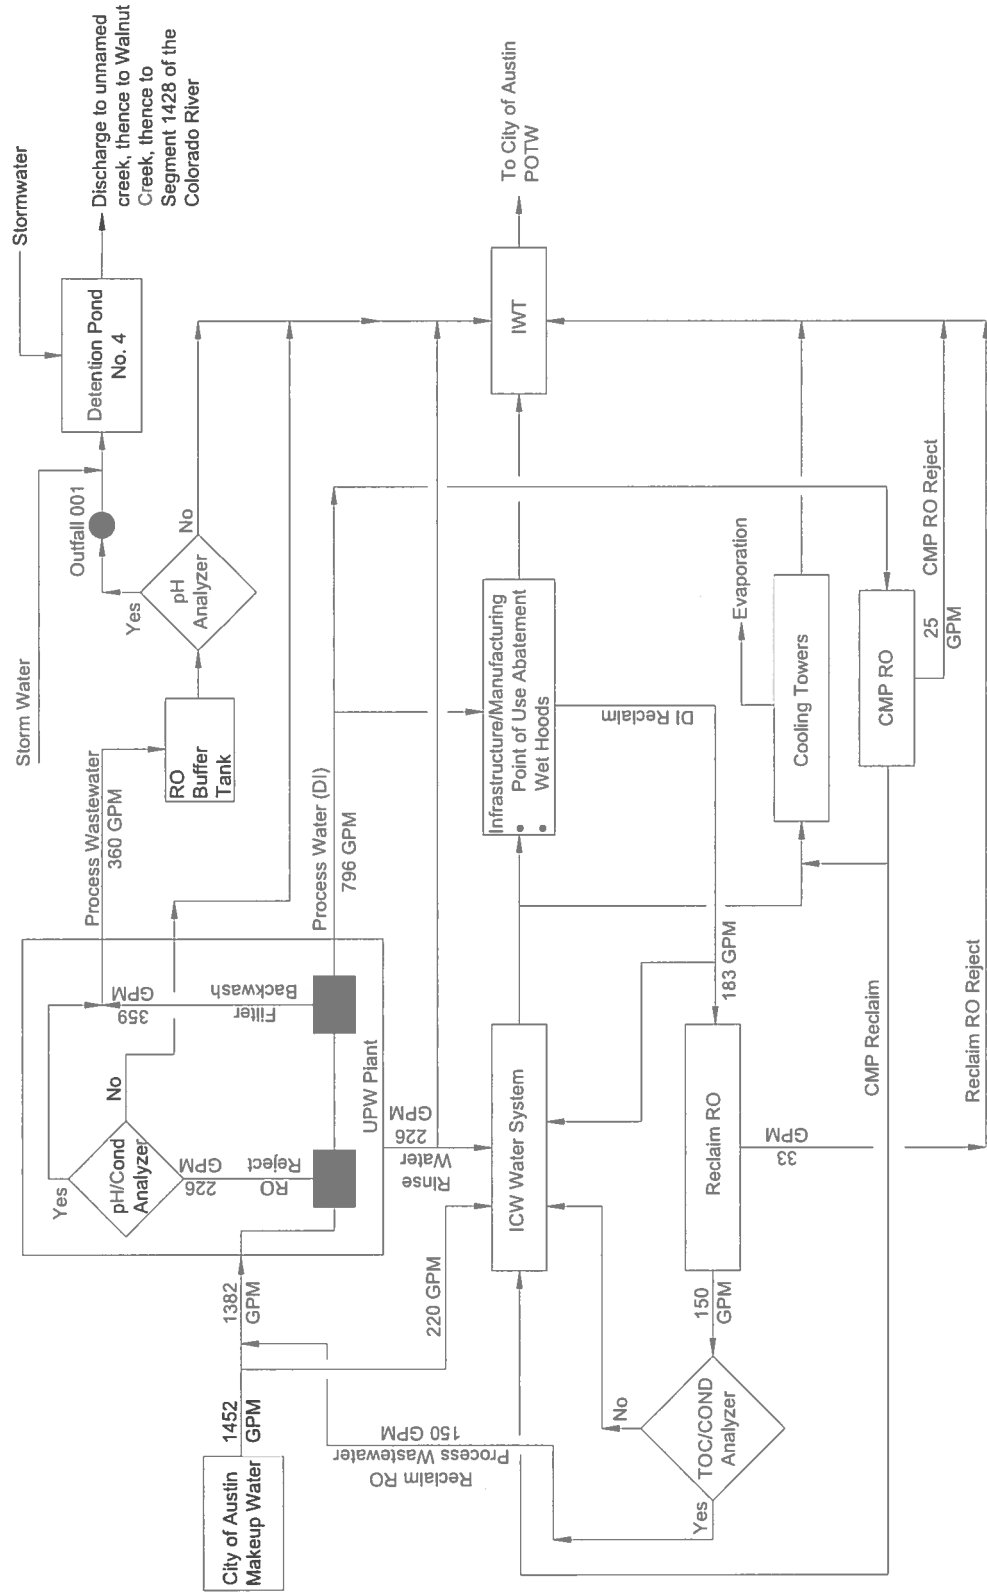 Stormwater
Discharge to unnamed
creek, thence to Walnut
Creek, thence to
Segment 1428 of the
Colorado River
Detention Pond
No. 4
Storm Water
Outfall 001
Yes
pH
Analyzer
No
RO
Buffer
Tank
Process Wastewater
360 GPM
Process Water (DI)
796 GPM
UPW Plant
Yes
pH/Cond
Analyzer
No
226
GPM
RO
Reject
359
GPM
Filter
Backwash
City of Austin
Makeup Water
1452
GPM
1382
GPM
220 GPM
Rinse
Water
226
GPM
Reclaim RO
Process Wastewater
150 GPM
ICW Water System
Infrastructure/Manufacturing
• Point of Use Abatement
• Wet Hoods
IWT
To City of Austin
POTW
DI Reclaim
183 GPM
Reclaim RO
150
GPM
33
GPM
TOC/COND
Analyzer
Yes
No
Evaporation
Cooling Towers
CMP RO
25
GPM
CMP RO Reject
CMP Reclaim
Reclaim RO Reject